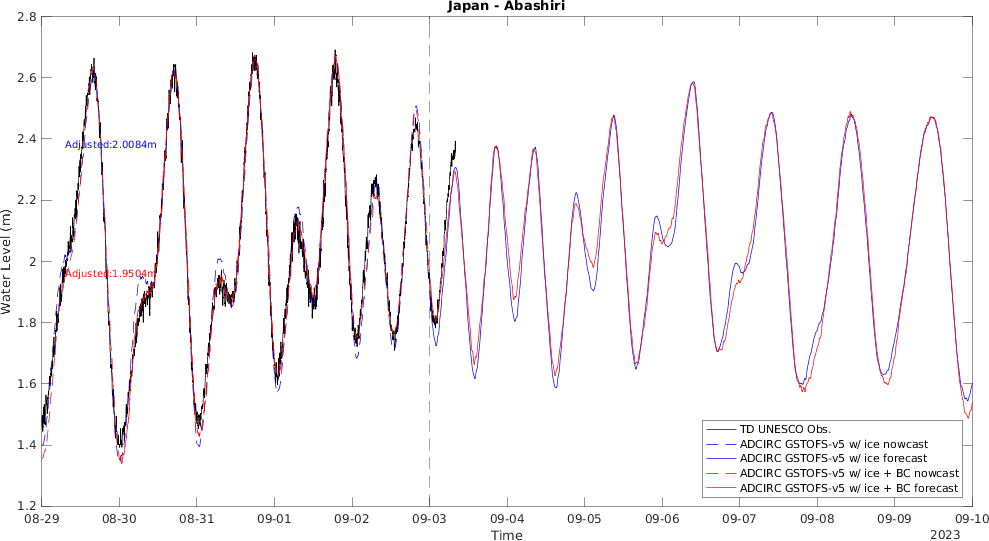 Japan - Abashiri
2.8
2.6
2.4
2.2
2
1.8
1.6
1.4
1.2
Water Level (m)
Adjusted:2.0084m
Adjusted:1.9504m
TD UNESCO Obs.
ADCIRC GSTOFS-v5 w/ ice nowcast
ADCIRC GSTOFS-v5 w/ ice forecast
ADCIRC GSTOFS-v5 w/ ice + BC nowcast
ADCIRC GSTOFS-v5 w/ ice + BC forecast
08-29 08-30 08-31 09-01 09-02 09-03 09-04 09-05 09-06 09-07 09-08 09-09 09-10
Time
2023